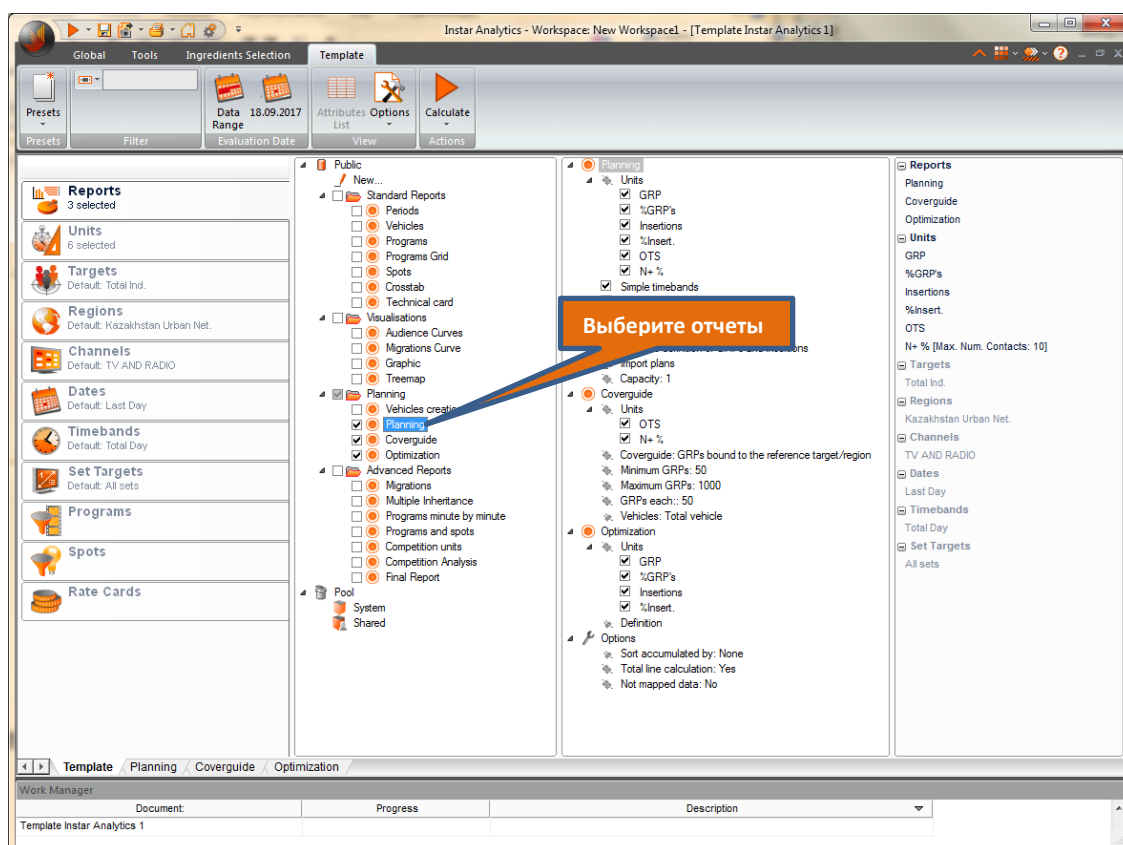 Instar Analytics - Workspace: New Workspace1 - [Template Instar Analytics 1]
Global Tools Ingredients Selection Template
Presets
Data Range
18.09.2017
Attributes List
Options
Calculate
Presets Filter Evaluation Date View Actions
Reports
3 selected
Units
6 selected
Targets
Default: Total Ind.
Regions
Default: Kazakhstan Urban Net.
Channels
Default: TV AND RADIO
Dates
Default: Last Day
Timebands
Default: Total Day
Set Targets
Default: All sets
Programs
Spots
Rate Cards
Public
New...
Standard Reports
Periods
Vehicles
Programs
Programs Grid
Spots
Crosstab
Technical card
Visualisations
Audience Curves
Migrations Curve
Graphic
Treemap
Planning
Vehicles creation
Planning
Coverguide
Optimization
Advanced Reports
Migrations
Multiple Inheritance
Programs minute by minute
Programs and spots
Competition units
Competition Analysis
Final Report
Pool
System
Shared
Planning
Units
GRP
%GRP's
Insertions
%Insert.
OTS
N+ %
Simple timebands
Выберите отчеты
Import plans
Capacity: 1
Coverguide
Units
OTS
N+ %
Coverguide: GRPs bound to the reference target/region
Minimum GRPs: 50
Maximum GRPs: 1000
GRPs each:: 50
Vehicles: Total vehicle
Optimization
Units
GRP
%GRP's
Insertions
%Insert.
Definition
Options
Sort accumulated by: None
Total line calculation: Yes
Not mapped data: No
Reports
Planning
Coverguide
Optimization
Units
GRP
%GRP's
Insertions
%Insert.
OTS
N+ % [Max. Num. Contacts: 10]
Targets
Total Ind.
Regions
Kazakhstan Urban Net.
Channels
TV AND RADIO
Dates
Last Day
Timebands
Total Day
Set Targets
All sets
Template Planning Coverguide Optimization
Work Manager
Document: Progress Description
Template Instar Analytics 1